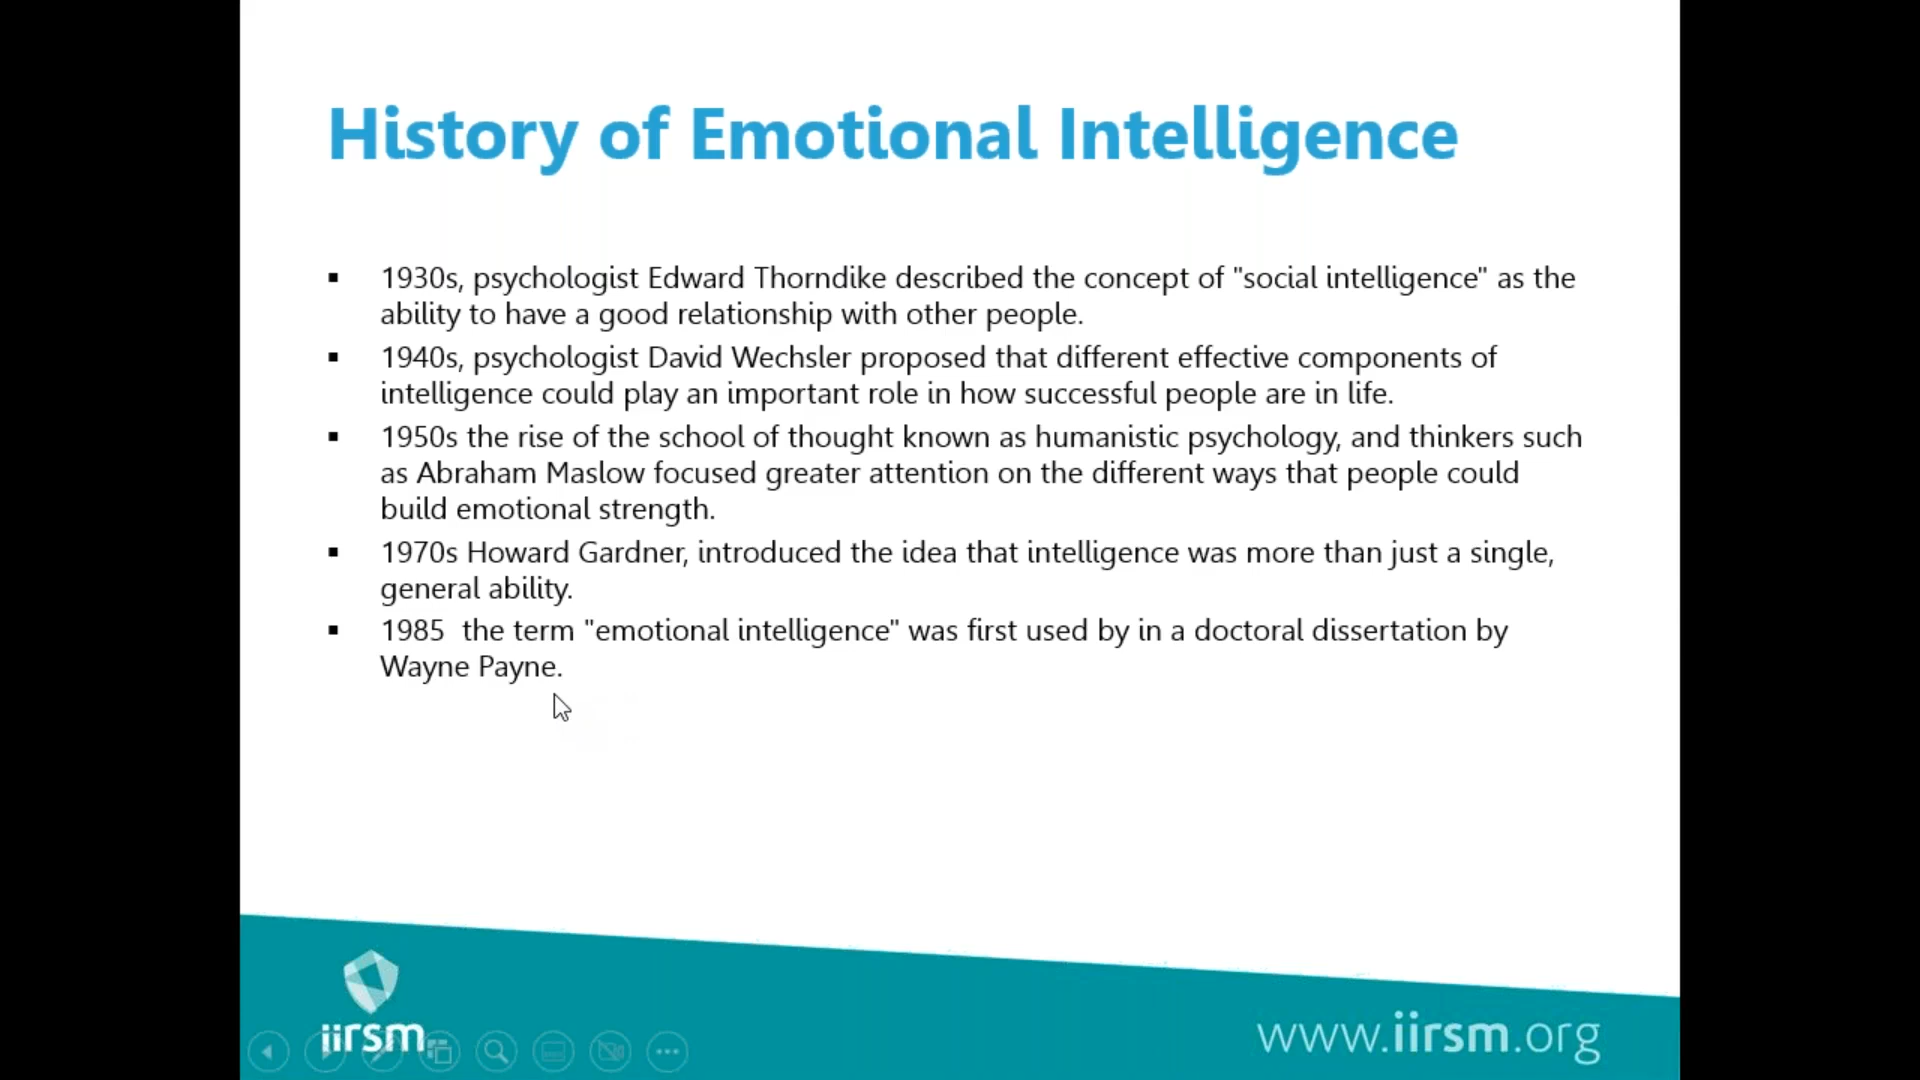 History of Emotional Intelligence
▪ 1930s, psychologist Edward Thorndike described the concept of "social intelligence" as the
ability to have a good relationship with other people.
▪ 1940s, psychologist David Wechsler proposed that different effective components of
intelligence could play an important role in how successful people are in life.
▪ 1950s the rise of the school of thought known as humanistic psychology, and thinkers such
as Abraham Maslow focused greater attention on the different ways that people could
build emotional strength.
▪ 1970s Howard Gardner, introduced the idea that intelligence was more than just a single,
general ability.
▪ 1985  the term "emotional intelligence" was first used by in a doctoral dissertation by
Wayne Payne.
iirsm
www.iirsm.org